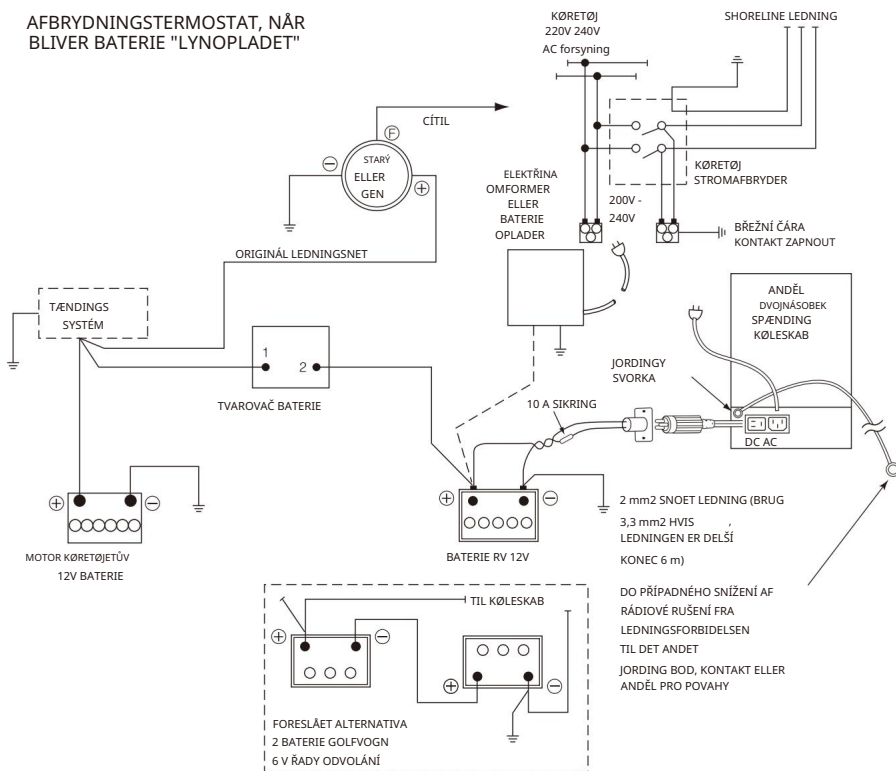 AFBRYDNINGSTERMOSTAT, NÅR
BLIVER BATERIE "LYNOPLADET"
KØRETØJ
220V 240V
AC forsyning
SHORELINE LEDNING
CÍTIL
F
STARÝ
ELLER
GEN
ELEKTŘINA
OMFORMER
ELLER
BATERIE
OPLADER
200V -
240V
KØRETØJ
STROMAFBRYDER
BŘEŽNÍ ČÁRA
KONTAKT ZAPNOUT
ORIGINÁL LEDNINGSNET
TÆNDINGS
SYSTÉM
1
2
TVAROVAČ BATERIE
ANDĚL
DVOJNÁSOBEK
SPÆNDING
KØLESKAB
JORDINGY
SVORKA
10 A SIKRING
DC AC
MOTOR KØRETØJETŮV
12V BATERIE
BATERIE RV 12V
2 mm2 SNOET LEDNING (BRUG
3,3 mm2 HVIS ,
LEDNINGEN ER DELŠÍ
KONEC 6 m)
DO PŘÍPADNÉHO SNÍŽENÍ AF
RÁDIOVÉ RUŠENÍ FRA
LEDNINGSFORBIDELSEN
TIL DET ANDET
JORDING BOD, KONTAKT ELLER
ANDĚL PRO POVAHY
TIL KØLESKAB
FORESLÅET ALTERNATIVA
2 BATERIE GOLFVOGN
6 V ŘADY ODVOLÁNÍ